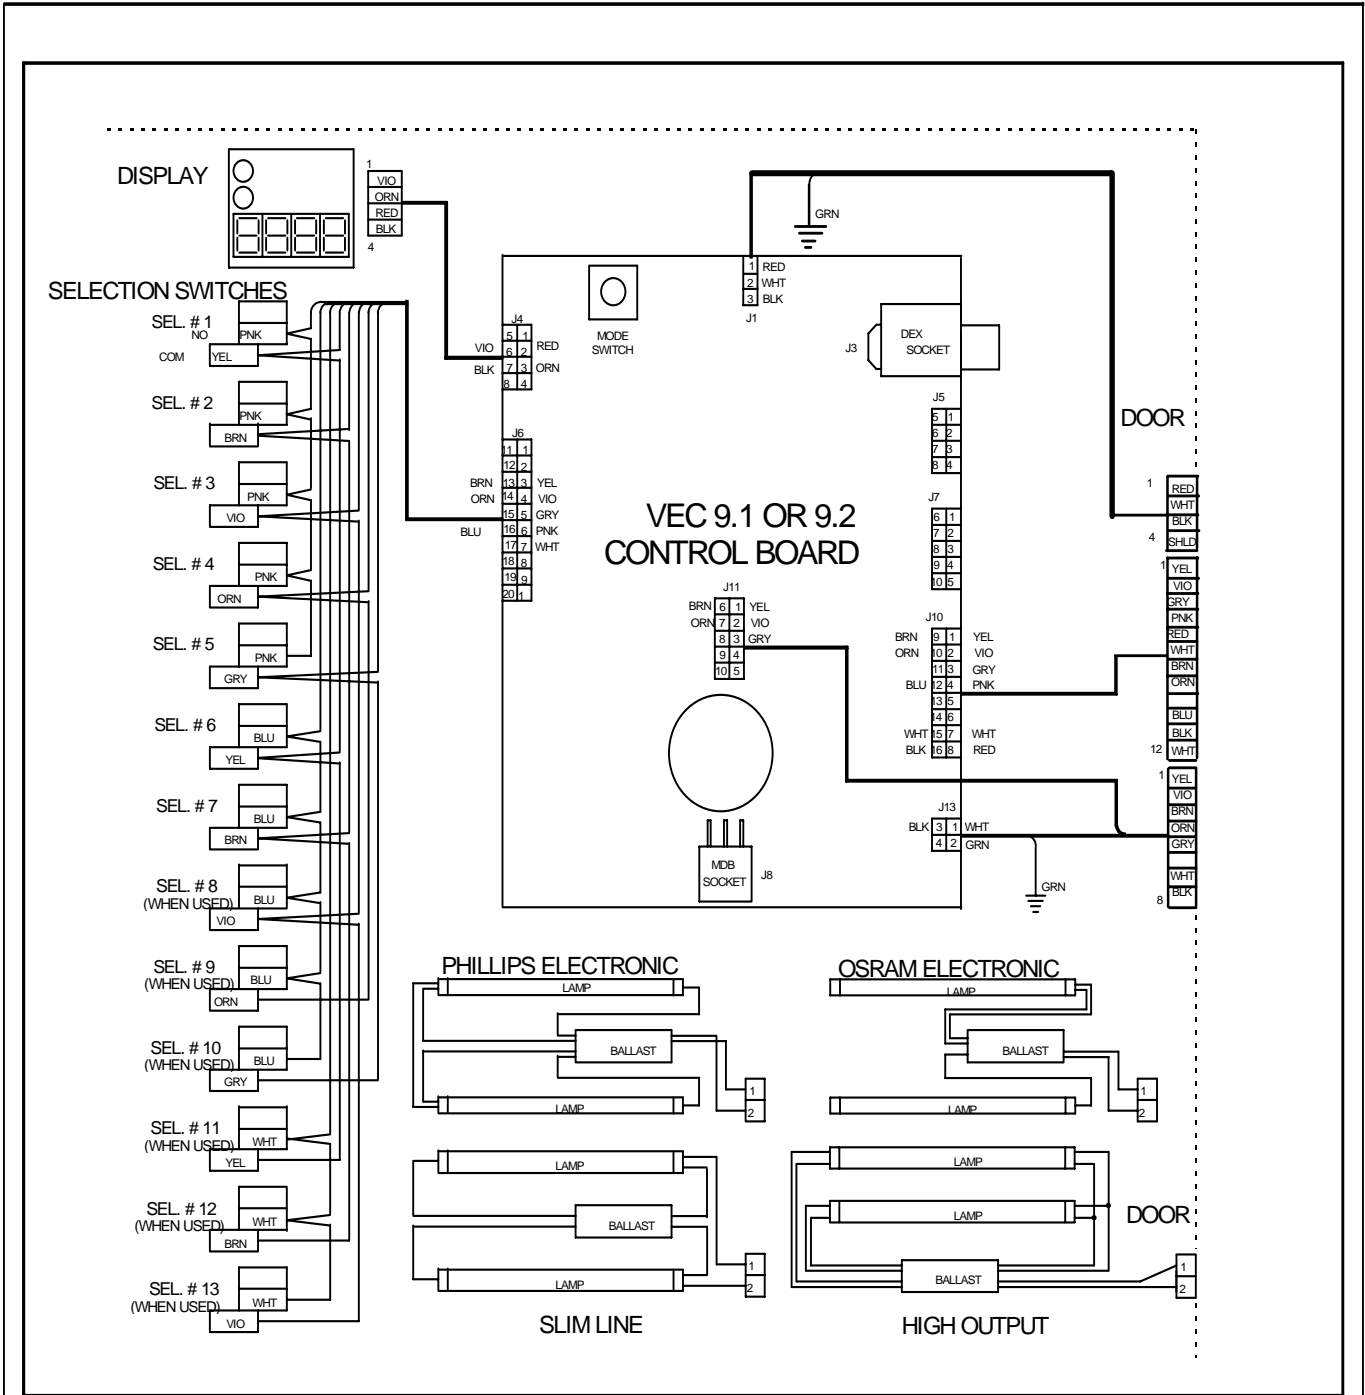 DISPLAY
1
VIO
ORN
RED
BLK
4
GRN
SELECTION SWITCHES
SEL. # 1
NO
PNK
COM
YEL
SEL. # 2
PNK
BRN
SEL. # 3
PNK
VIO
SEL. # 4
PNK
ORN
SEL. # 5
PNK
GRY
SEL. # 6
BLU
YEL
SEL. # 7
BLU
BRN
SEL. # 8
(WHEN USED)
BLU
VIO
SEL. # 9
(WHEN USED)
BLU
ORN
SEL. # 10
(WHEN USED)
BLU
GRY
SEL. # 11
(WHEN USED)
WHT
YEL
SEL. # 12
(WHEN USED)
WHT
BRN
SEL. # 13
(WHEN USED)
WHT
VIO
MODE
SWITCH
1 RED
2 WHT
3 BLK
J1
J3
DEX
SOCKET
J4
5 1
VIO 6 2 RED
BLK 7 3 ORN
8 4
J6
11 1
12 2
BRN 13 3 YEL
ORN 14 4 VIO
15 5 GRY
BLU 16 6 PNK
17 7 WHT
18 8
19 9
20 1
J5
5 1
6 2
7 3
8 4
J7
6 1
7 2
8 3
9 4
10 5
VEC 9.1 OR 9.2
CONTROL BOARD
J11
BRN 6 1 YEL
ORN 7 2 VIO
8 3 GRY
9 4
10 5
J10
BRN 9 1 YEL
ORN 10 2 VIO
11 3 GRY
BLU 12 4 PNK
13 5
14 6
WHT 15 7 WHT
BLK 16 8 RED
J13
BLK 3 1 WHT
4 2 GRN
GRN
MDB
SOCKET
J8
DOOR
1
RED
WHT
BLK
4
SHLD
1
YEL
VIO
GRY
PNK
RED
WHT
BRN
ORN
BLU
BLK
12
WHT
1
YEL
VIO
BRN
ORN
GRY
WHT
8
BLK
PHILLIPS ELECTRONIC
LAMP
BALLAST
1
2
LAMP
OSRAM ELECTRONIC
LAMP
BALLAST
1
2
LAMP
LAMP
BALLAST
1
2
LAMP
SLIM LINE
LAMP
LAMP
BALLAST
DOOR
1
2
HIGH OUTPUT